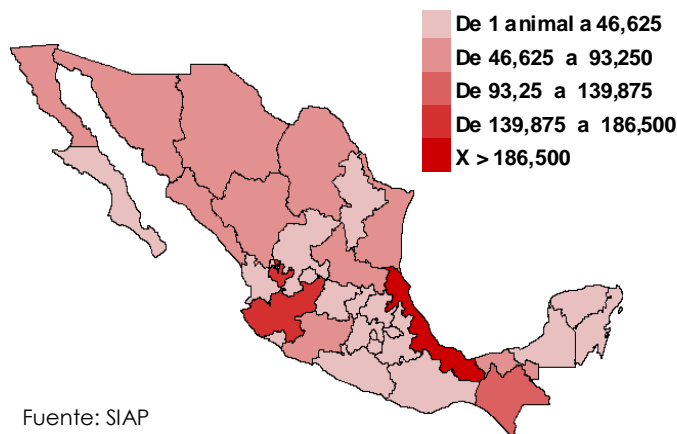 De 1 animal a 46,625
De 46,625 a 93,250
De 93,25 a 139,875
De 139,875 a 186,500
X > 186,500
Fuente: SIAP